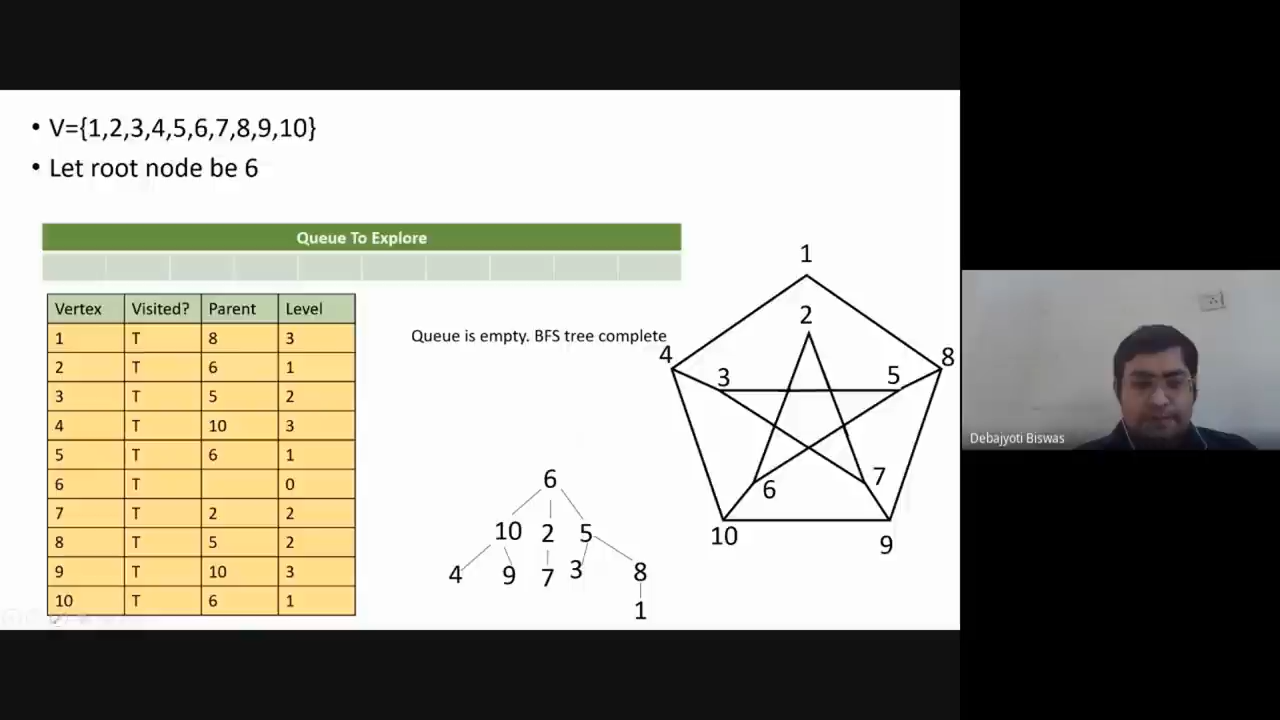 • V={1,2,3,4,5,6,7,8,9,10}
• Let root node be 6
Queue To Explore
Vertex Visited? Parent Level
1 T 8 3
2 T 6 1
3 T 5 2
4 T 10 3
5 T 6 1
6 T 0
7 T 2 2
8 T 5 2
9 T 10 3
10 T 6 1
Queue is empty. BFS tree complete
6
10 2 5
4 9 7 3 8
1
1
2
4 3 5 8
6 7
10 9
Debajyoti Biswas